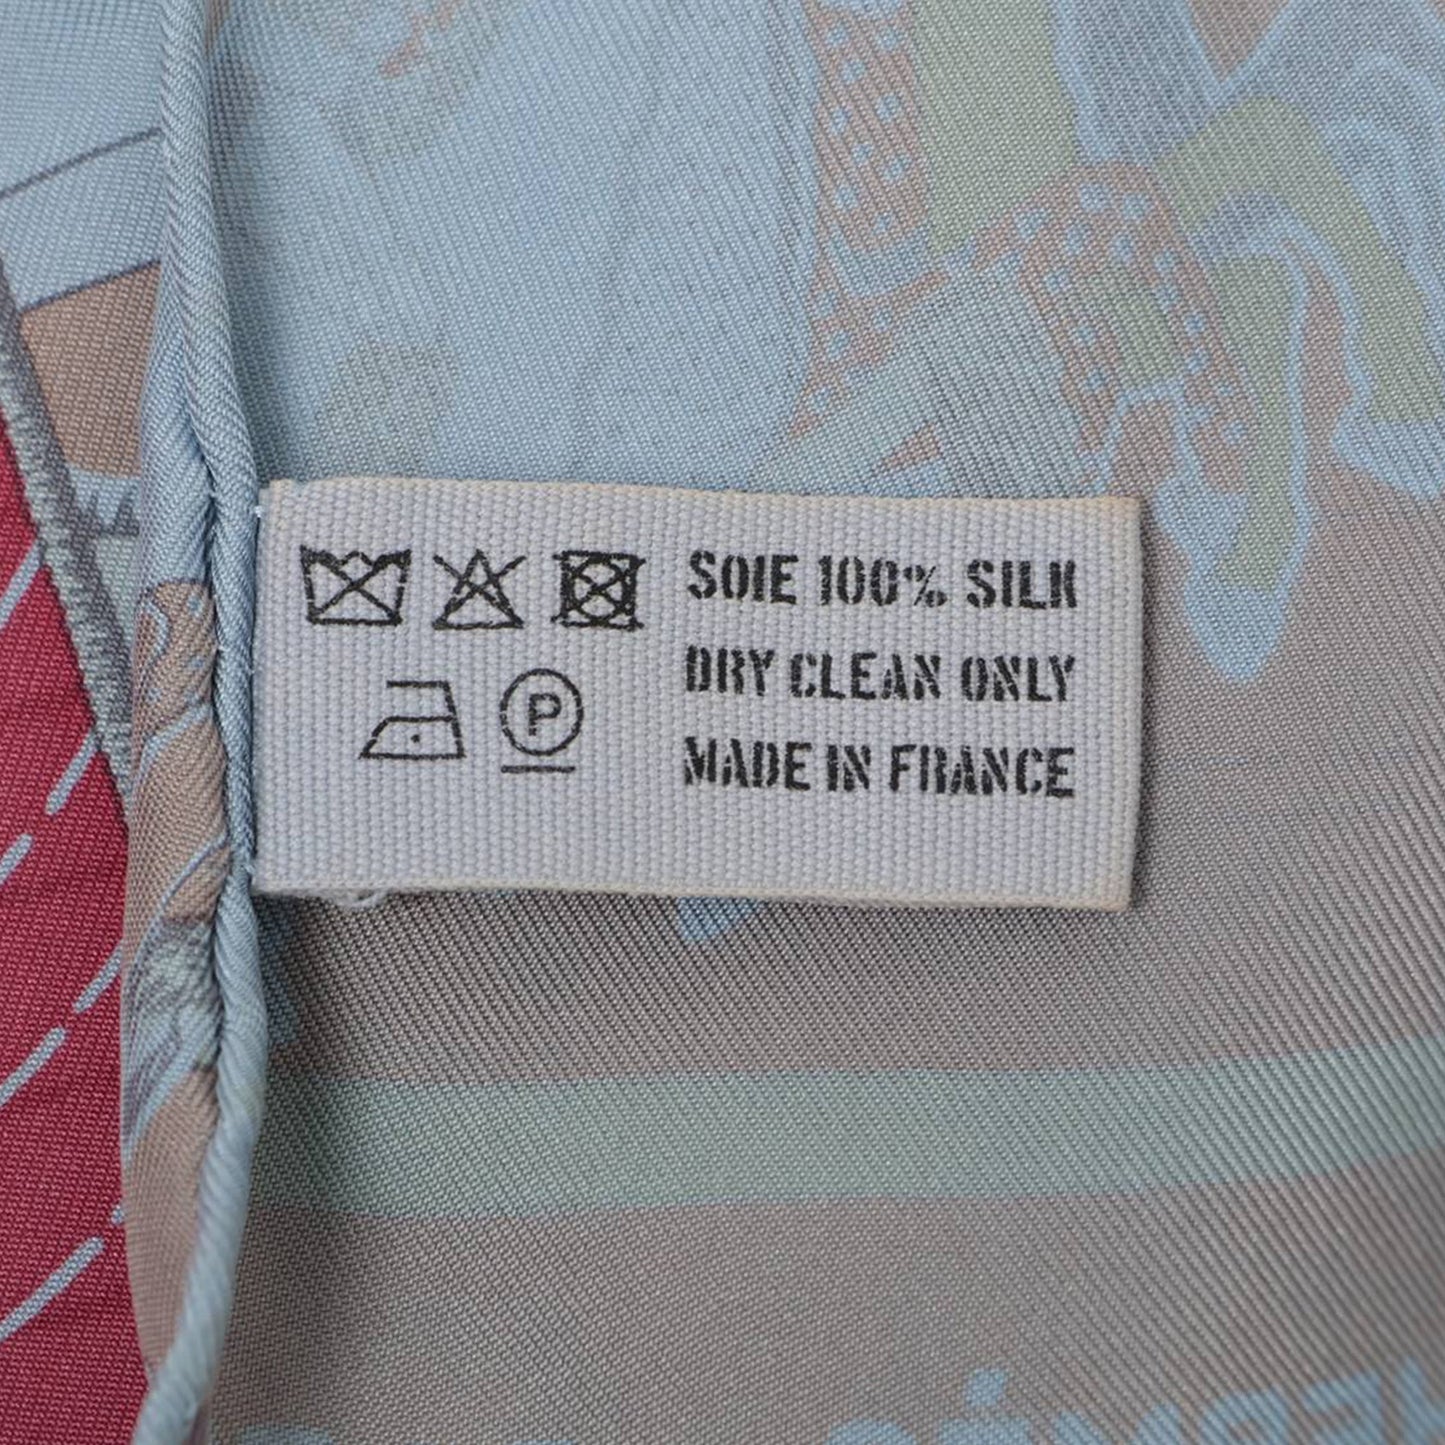 SOIE 100% SILK
DRY CLEAN ONLY
MADE IN FRANCE
P